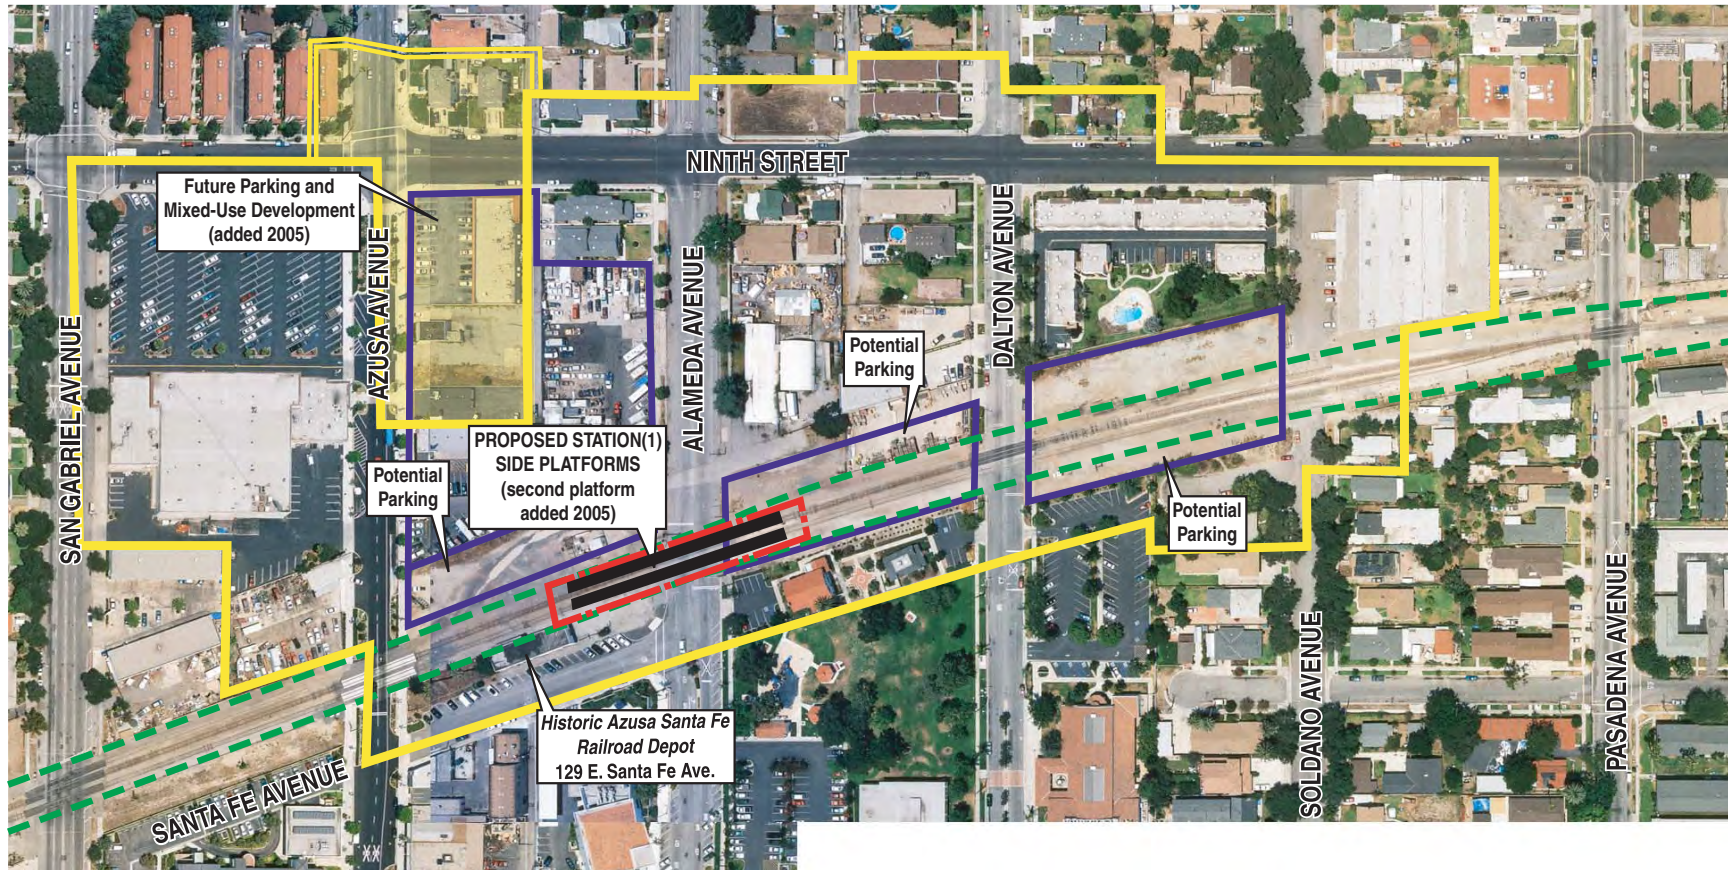 NINTH STREET
Future Parking and
Mixed-Use Development
(added 2005)
SAN GABRIEL AVENUE
AZUSA AVENUE
ALAMEDA AVENUE
DALTON AVENUE
Potential
Parking
PROPOSED STATION(1)
SIDE PLATFORMS
(second platform
added 2005)
Potential
Parking
Potential
Parking
Historic Azusa Santa Fe
Railroad Depot
129 E. Santa Fe Ave.
SANTA FE AVENUE
SOLDANO AVENUE
PASADENA AVENUE